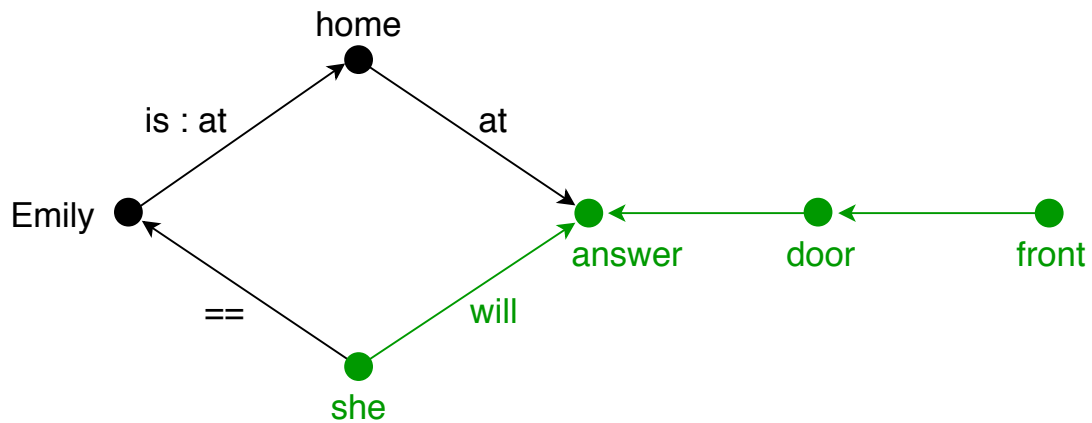 home
is : at
at
Emily
answer
door
front
==
will
she